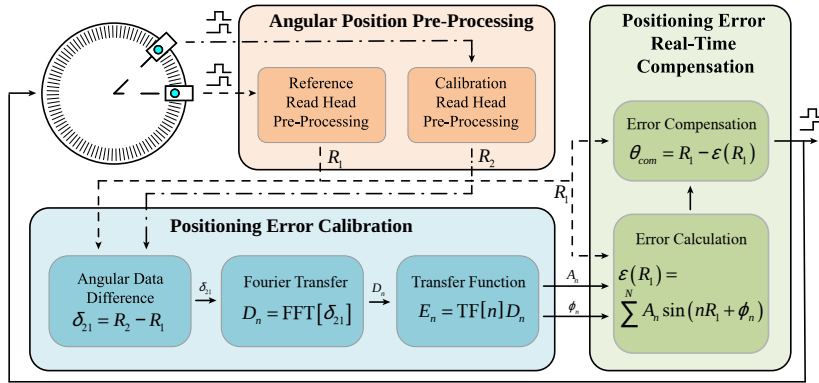 Angular Position Pre-Processing
Reference
Read Head
Pre-Processing
Calibration
Read Head
Pre-Processing
R₁
R₂
Positioning Error
Real-Time
Compensation
Error Compensation
θ_com = R₁ − ε(R₁)
R₁
Error Calculation
ε(R₁) =
∑^N Aₙ sin(nR₁ + ϕₙ)
Positioning Error Calibration
Angular Data
Difference
δ₂₁ = R₂ − R₁
δ₂₁
Fourier Transfer
Dₙ = FFT[δ₂₁]
Dₙ
Transfer Function
Eₙ = TF[n]Dₙ
Aₙ
ϕₙ